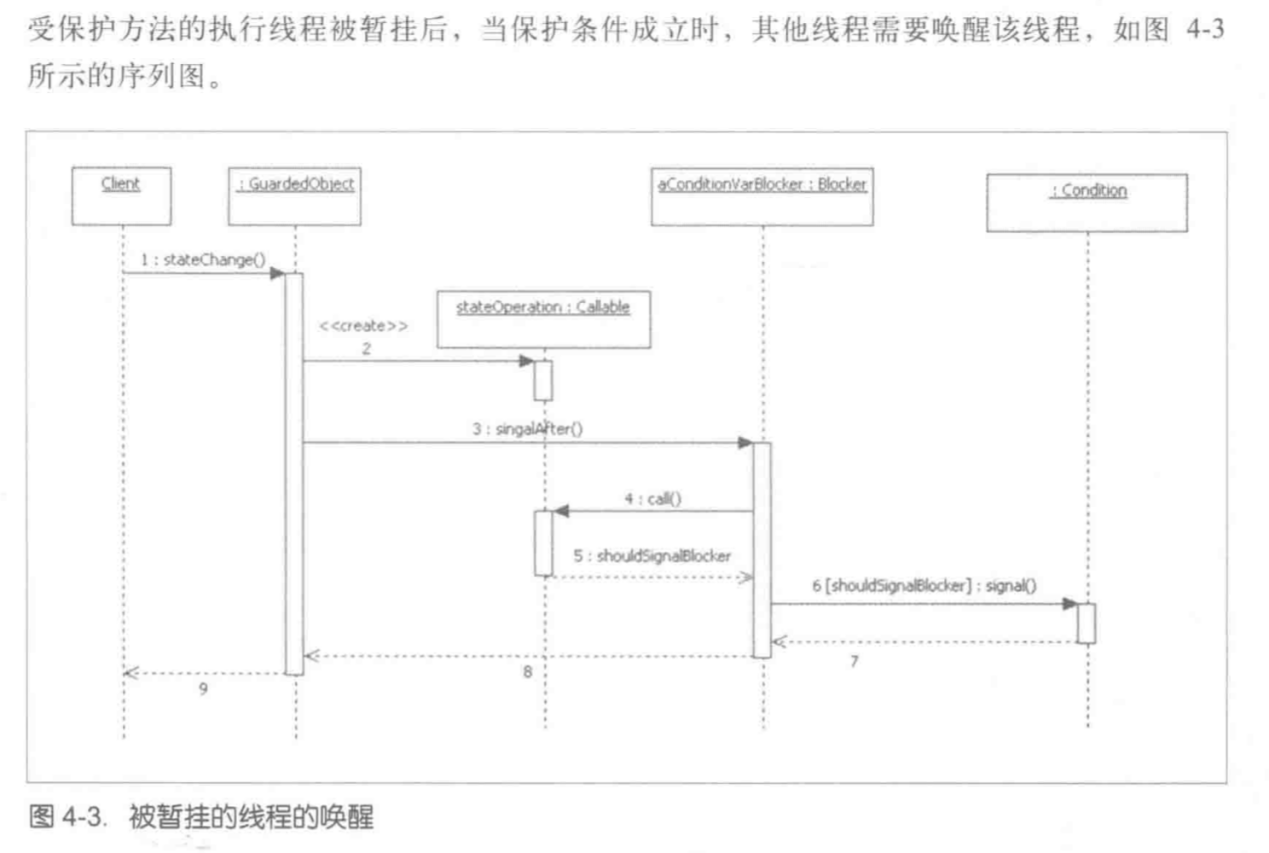 受保护方法的执行线程被暂挂后，当保护条件成立时，其他线程需要唤醒该线程，如图 4-3
所示的序列图。
Client
: GuardedObject
aConditionVarBlocker : Blocker
: Condition
1 : stateChange()
stateOperation : Callable
<<create>>
2
3 : singalAfter()
4 : call()
5 : shouldSignalBlocker
6 [shouldSignalBlocker] : signal()
7
8
9
图 4-3. 被暂挂的线程的唤醒